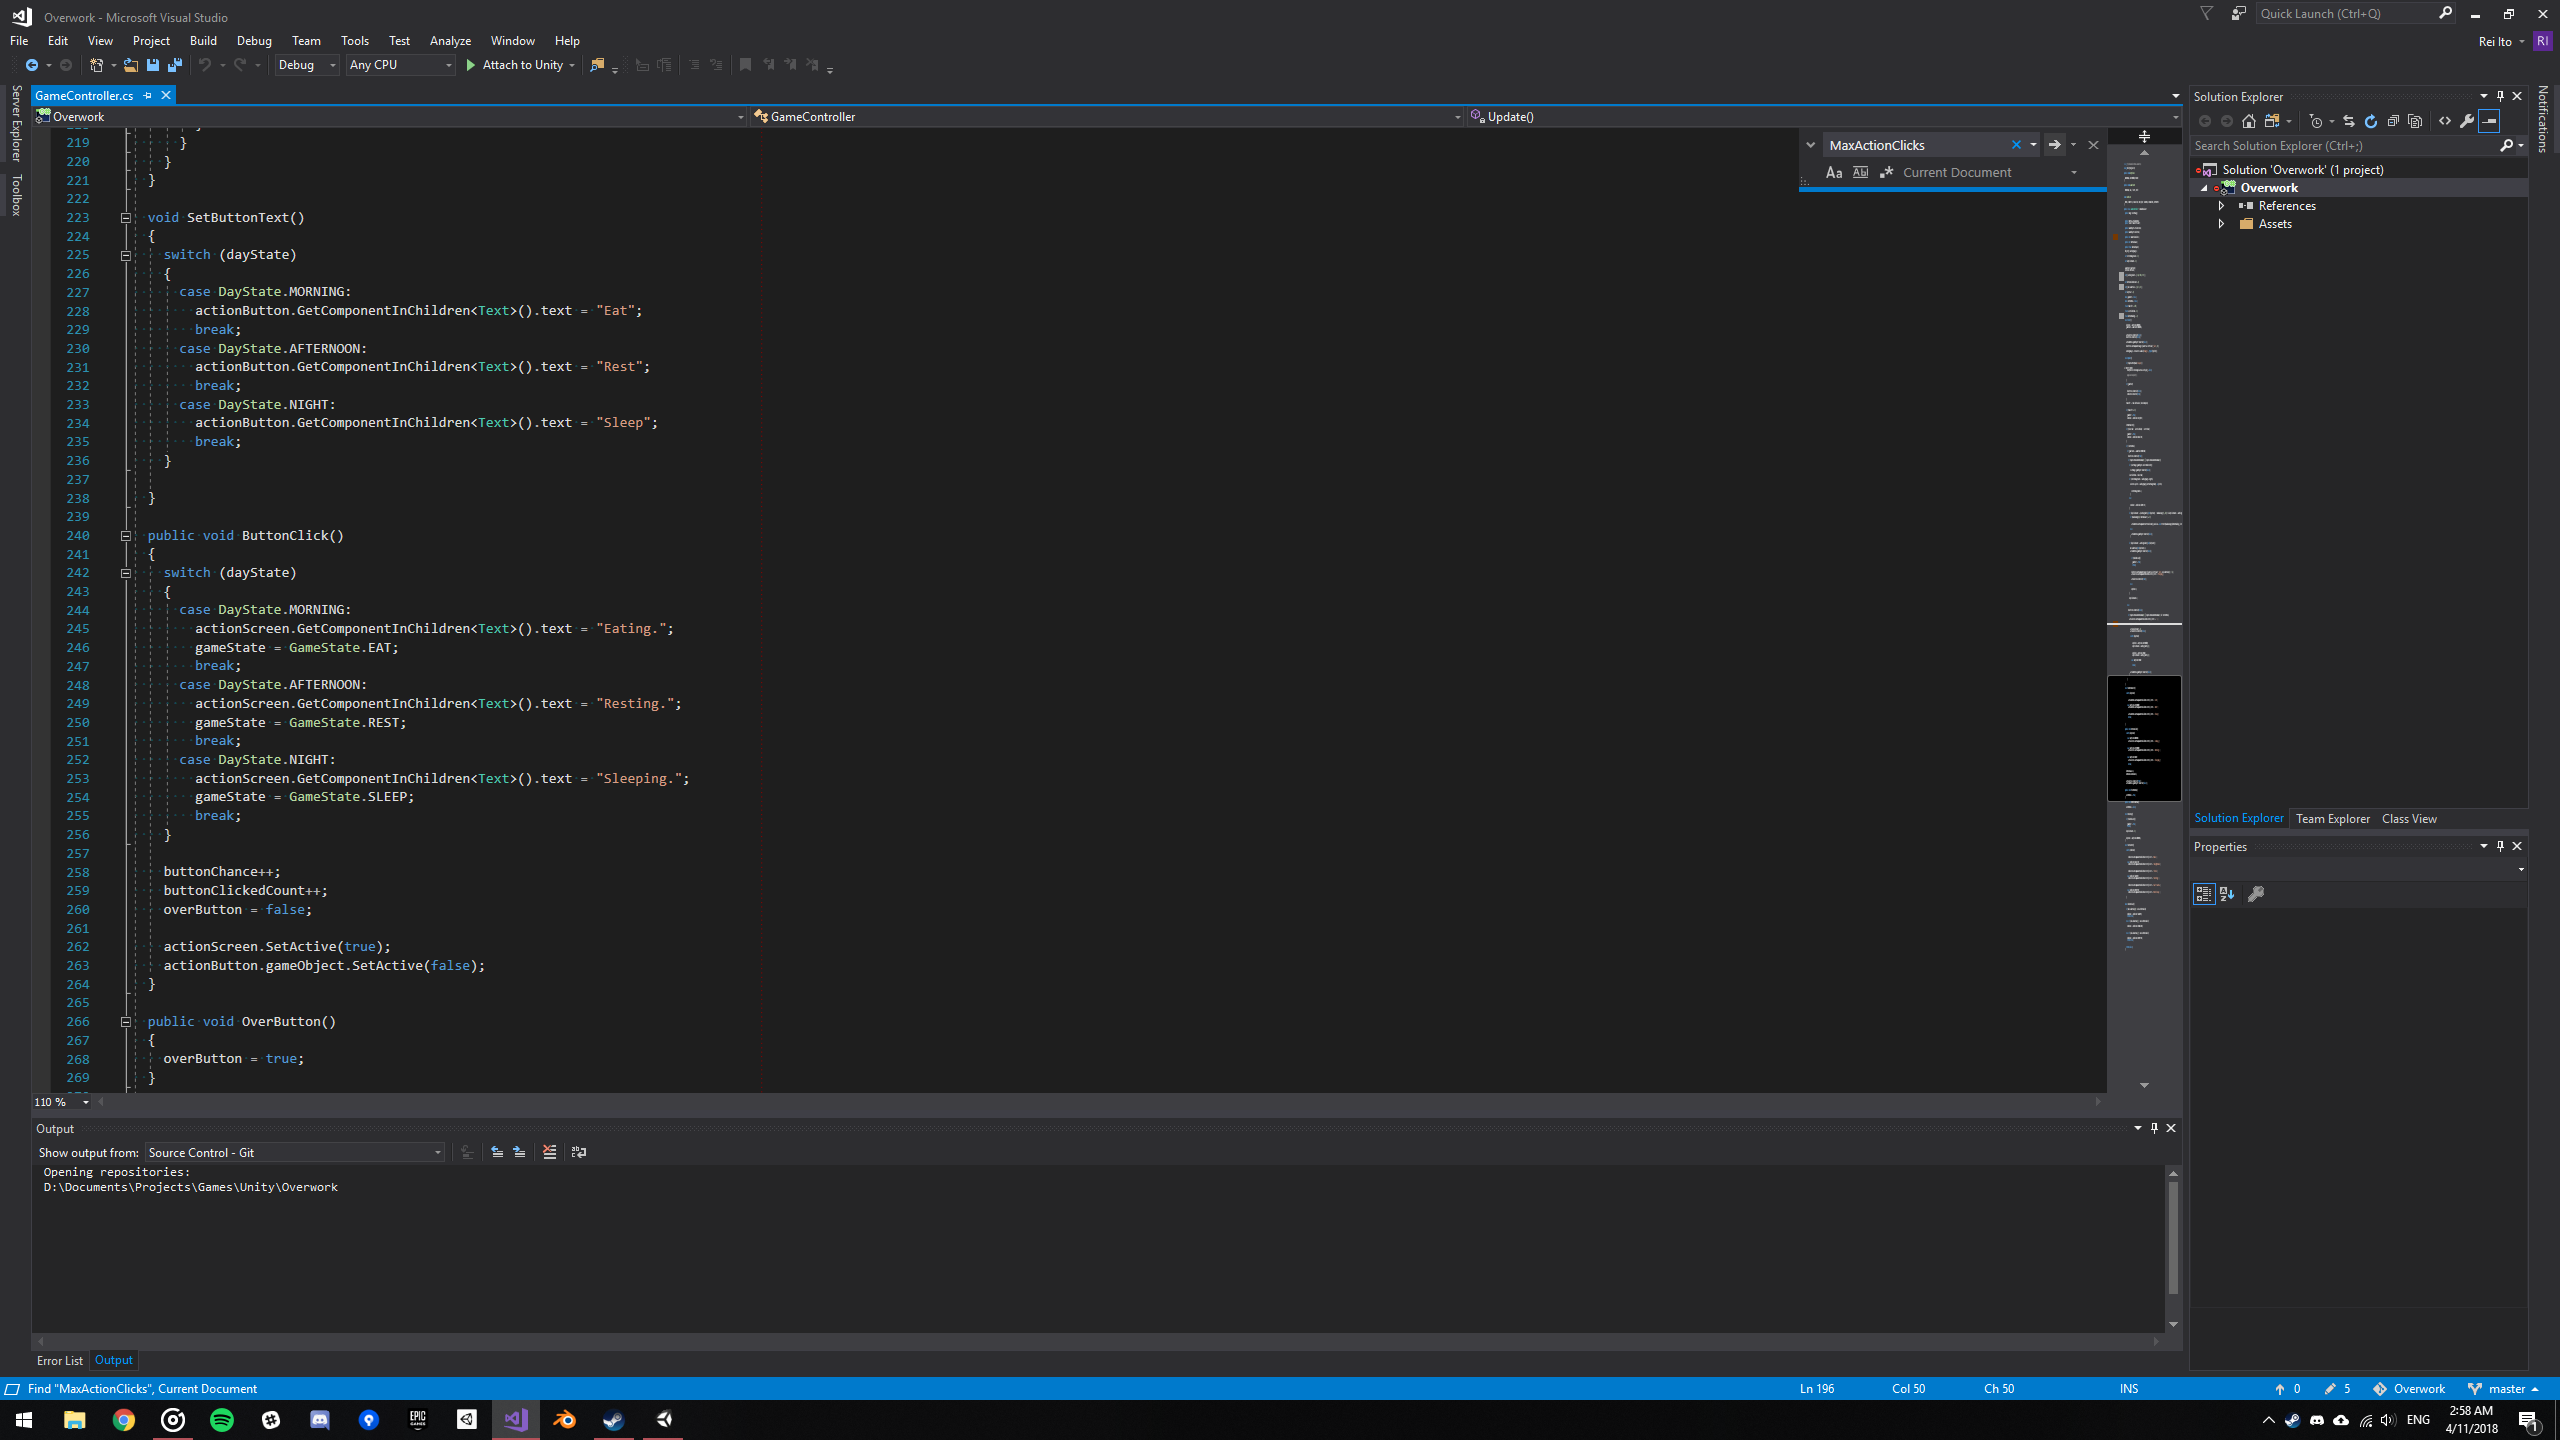 Overwork - Microsoft Visual Studio
Quick Launch (Ctrl+Q)
File Edit View Project Build Debug Team Tools Test Analyze Window Help
Rei Ito RI
Debug Any CPU Attach to Unity
Server Explorer
Toolbox
GameController.cs
Overwork GameController Update()
MaxActionClicks
Aa Current Document
219 }
220 }
221 }
222
223 void SetButtonText()
224 {
225 switch (dayState)
226 {
227 case DayState.MORNING:
228 actionButton.GetComponentInChildren<Text>().text = "Eat";
229 break;
230 case DayState.AFTERNOON:
231 actionButton.GetComponentInChildren<Text>().text = "Rest";
232 break;
233 case DayState.NIGHT:
234 actionButton.GetComponentInChildren<Text>().text = "Sleep";
235 break;
236 }
237
238 }
239
240 public void ButtonClick()
241 {
242 switch (dayState)
243 {
244 case DayState.MORNING:
245 actionScreen.GetComponentInChildren<Text>().text = "Eating.";
246 gameState = GameState.EAT;
247 break;
248 case DayState.AFTERNOON:
249 actionScreen.GetComponentInChildren<Text>().text = "Resting.";
250 gameState = GameState.REST;
251 break;
252 case DayState.NIGHT:
253 actionScreen.GetComponentInChildren<Text>().text = "Sleeping.";
254 gameState = GameState.SLEEP;
255 break;
256 }
257
258 buttonChance++;
259 buttonClickedCount++;
260 overButton = false;
261
262 actionScreen.SetActive(true);
263 actionButton.gameObject.SetActive(false);
264 }
265
266 public void OverButton()
267 {
268 overButton = true;
269 }
110 %
Solution Explorer
Search Solution Explorer (Ctrl+;)
Solution 'Overwork' (1 project)
Overwork
References
Assets
Solution Explorer Team Explorer Class View
Properties
Notifications
Output
Show output from: Source Control - Git
Opening repositories:
D:\Documents\Projects\Games\Unity\Overwork
Error List Output
Find "MaxActionClicks", Current Document Ln 196 Col 50 Ch 50 INS 0 5 Overwork master
EPIC GAMES
ENG 2:58 AM
4/11/2018
1